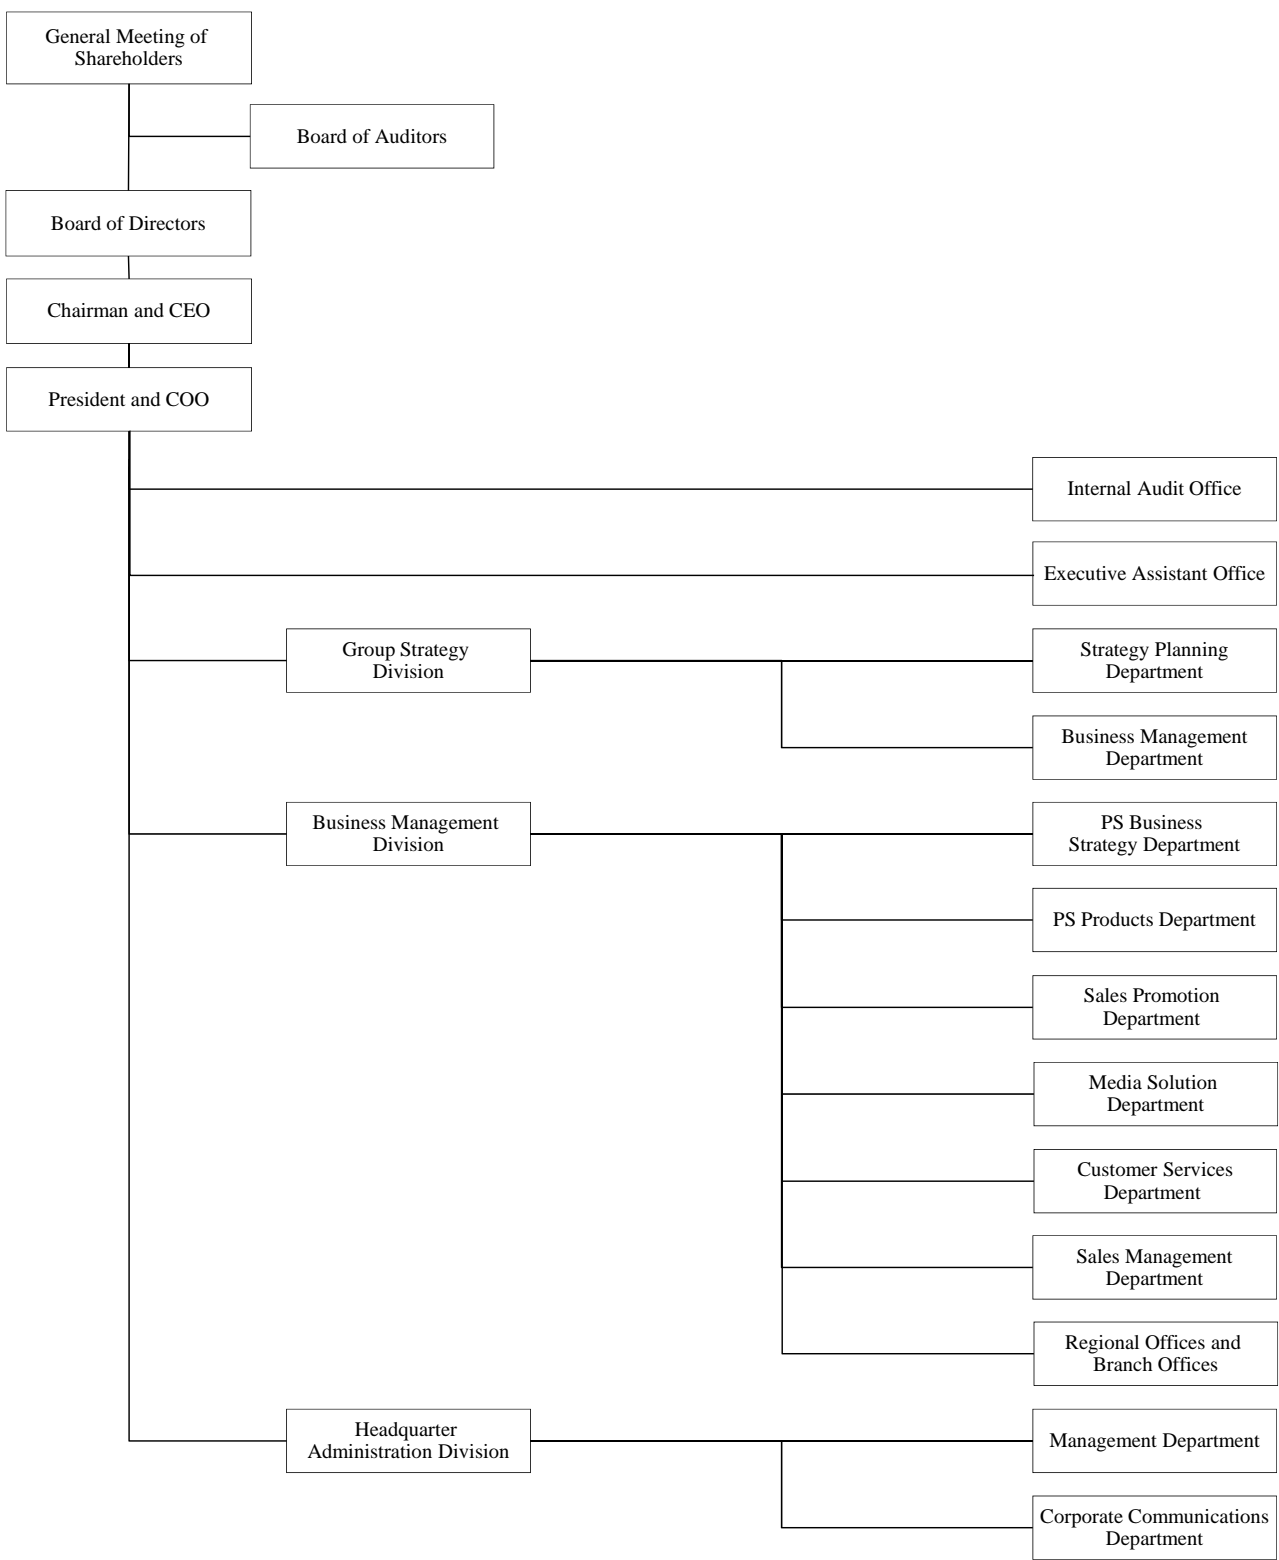 General Meeting of
Shareholders
Board of Auditors
Board of Directors
Chairman and CEO
President and COO
Internal Audit Office
Executive Assistant Office
Group Strategy
Division
Strategy Planning
Department
Business Management
Department
Business Management
Division
PS Business
Strategy Department
PS Products Department
Sales Promotion
Department
Media Solution
Department
Customer Services
Department
Sales Management
Department
Regional Offices and
Branch Offices
Headquarter
Administration Division
Management Department
Corporate Communications
Department